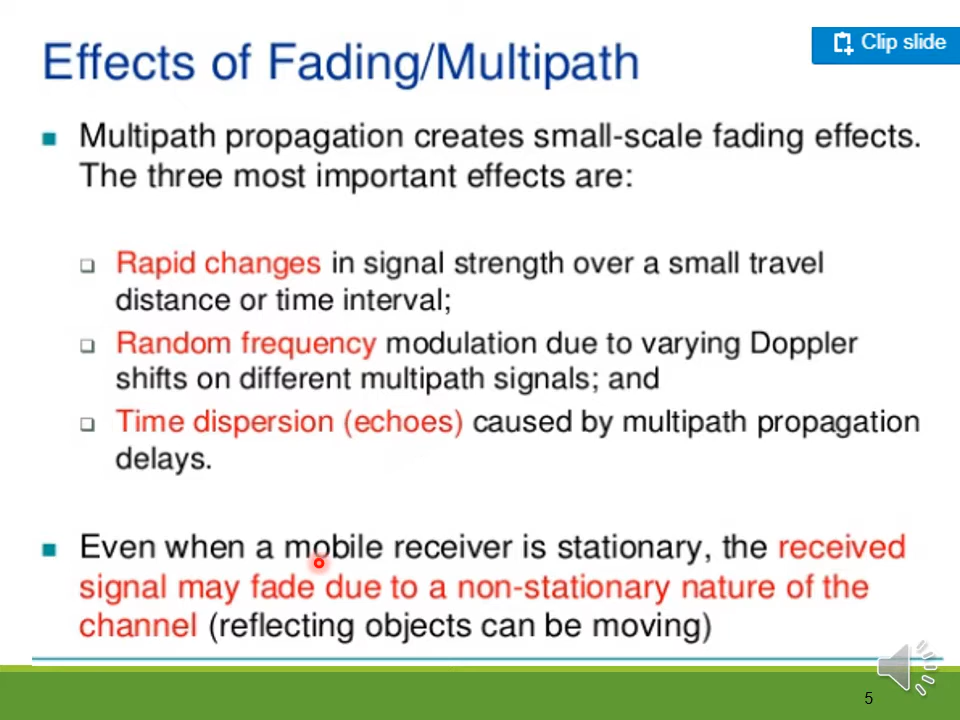 Effects of Fading/Multipath
Clip slide
Multipath propagation creates small-scale fading effects.
The three most important effects are:
Rapid changes in signal strength over a small travel
distance or time interval;
Random frequency modulation due to varying Doppler
shifts on different multipath signals; and
Time dispersion (echoes) caused by multipath propagation
delays.
Even when a mobile receiver is stationary, the received
signal may fade due to a non-stationary nature of the
channel (reflecting objects can be moving)
5